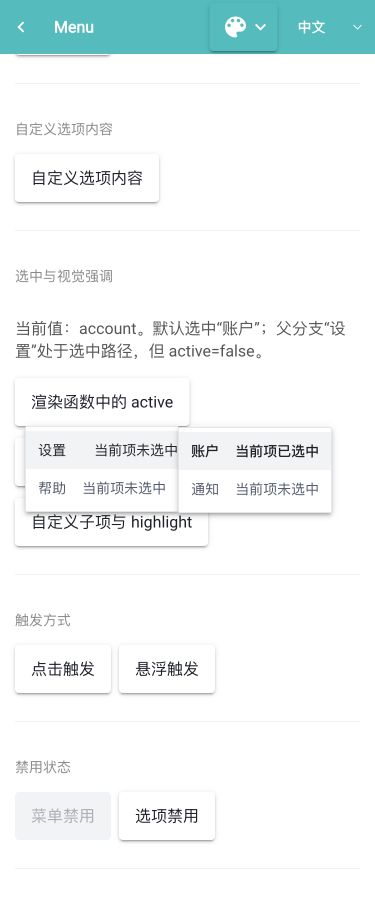 Menu
中文
自定义选项内容
自定义选项内容
选中与视觉强调
当前值：account。默认选中“账户”；父分支“设
置”处于选中路径，但 active=false。
渲染函数中的 active
设置 当前项未选中
账户 当前项已选中
帮助 当前项未选中
通知 当前项未选中
自定义子项与 highlight
触发方式
点击触发
悬浮触发
禁用状态
菜单禁用
选项禁用